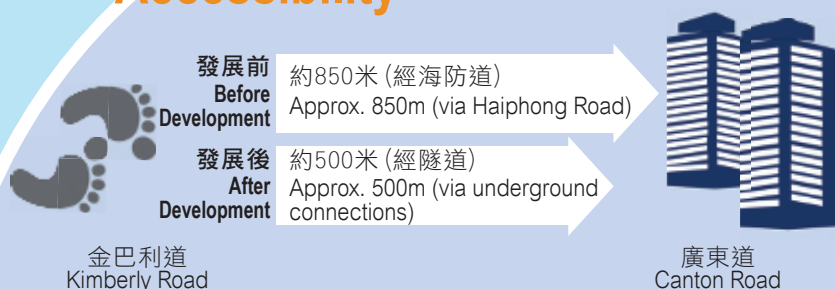 Accessibility
發展前
Before
Development
約850米 (經海防道)
Approx. 850m (via Haiphong Road)
發展後
After
Development
約500米 (經隧道)
Approx. 500m (via underground
connections)
金巴利道
Kimberly Road
廣東道
Canton Road